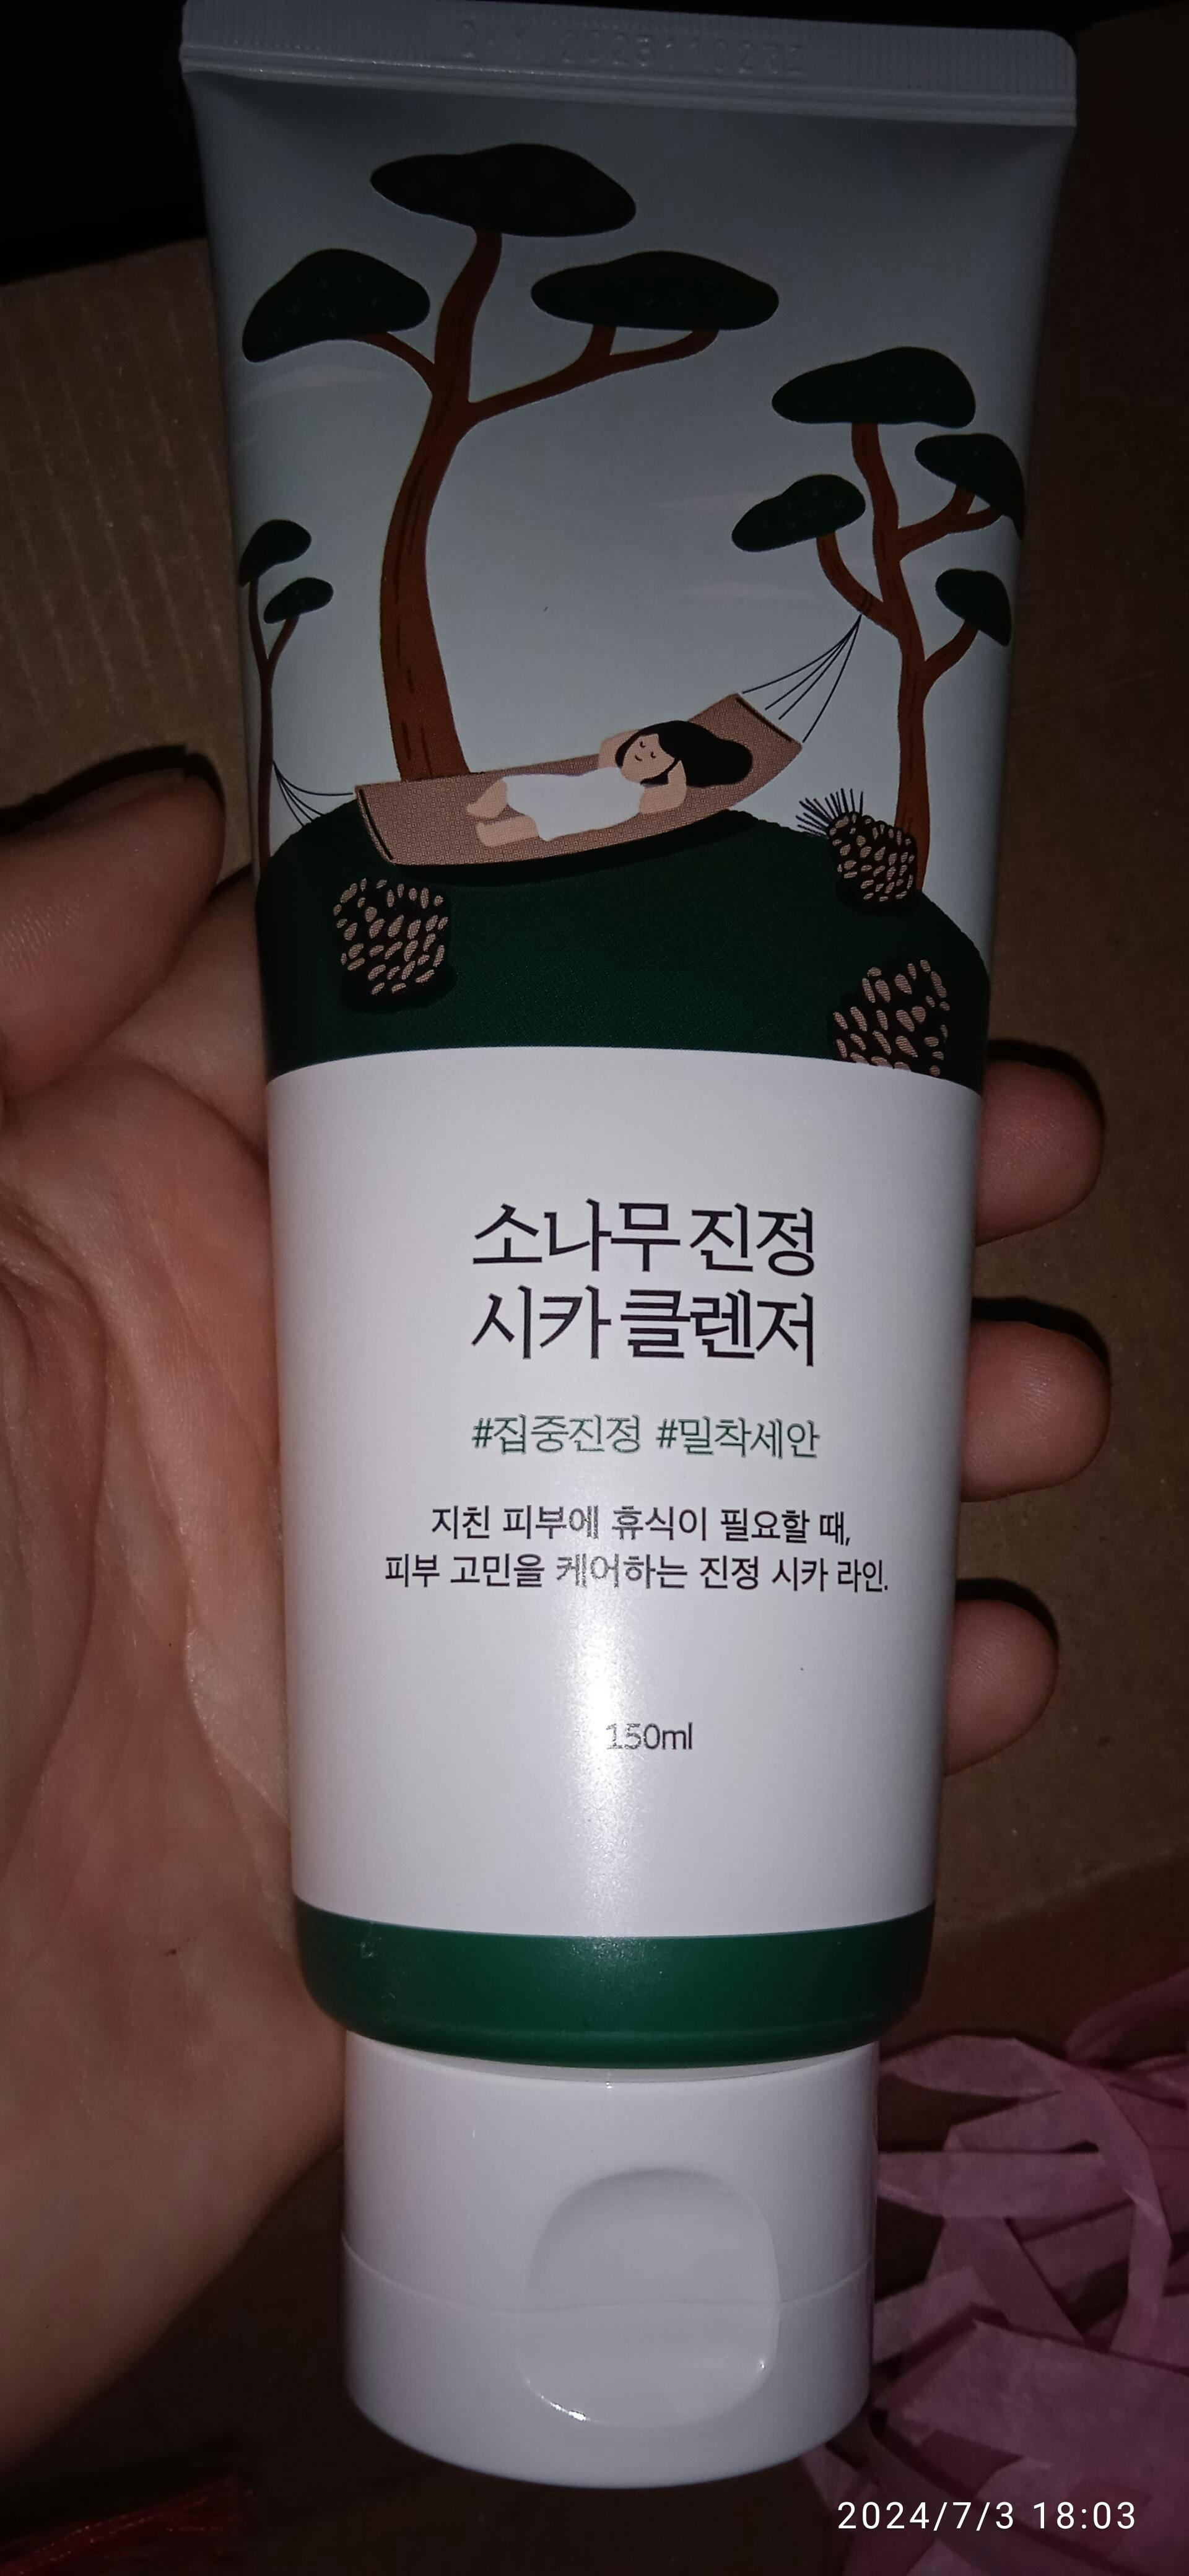 소나무 진정
시카 클렌저
#집중진정 #밀착세안
지친 피부에 휴식이 필요할 때,
피부 고민을 케어하는 진정 시카 라인.
150ml
2024/7/3 18:03